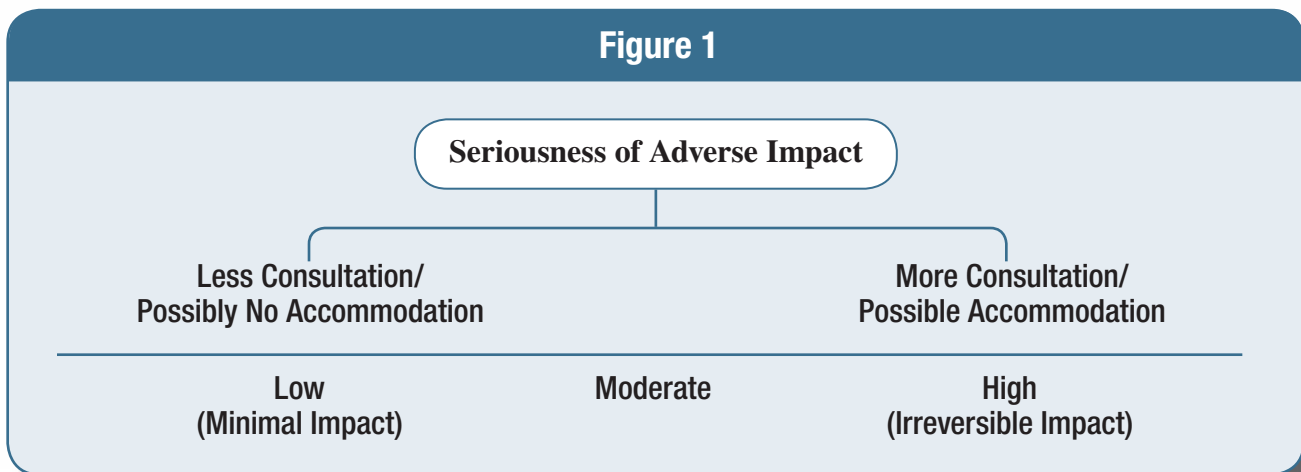 Figure 1
Seriousness of Adverse Impact
Less Consultation/
Possibly No Accommodation
More Consultation/
Possible Accommodation
Low
(Minimal Impact)
Moderate
High
(Irreversible Impact)